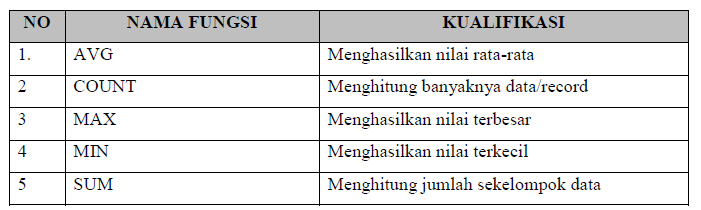 NO NAMA FUNGSI KUALIFIKASI
1. AVG Menghasilkan nilai rata-rata
2 COUNT Menghitung banyaknya data/record
3 MAX Menghasilkan nilai terbesar
4 MIN Menghasilkan nilai terkecil
5 SUM Menghitung jumlah sekelompok data